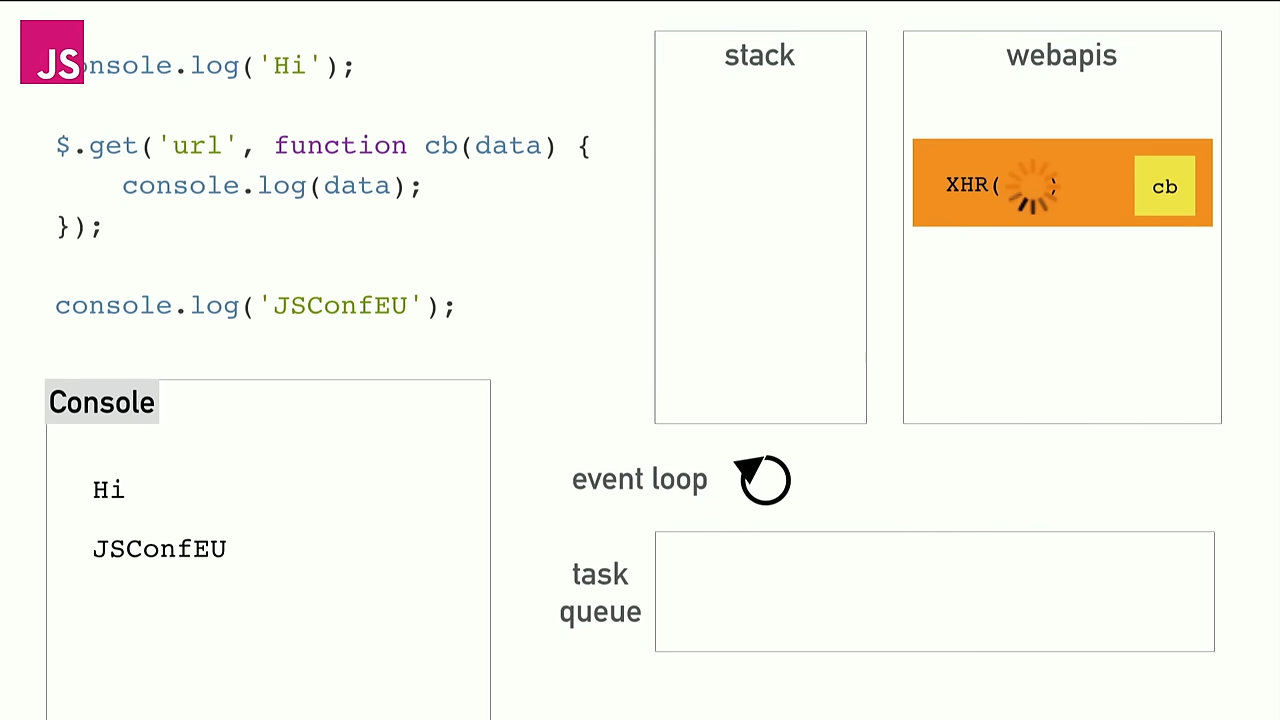 JS
onsole.log('Hi');
$.get('url', function cb(data) {
    console.log(data);
});
console.log('JSConfEU');
Console
Hi
JSConfEU
stack
webapis
XHR( )
cb
event loop
task
queue